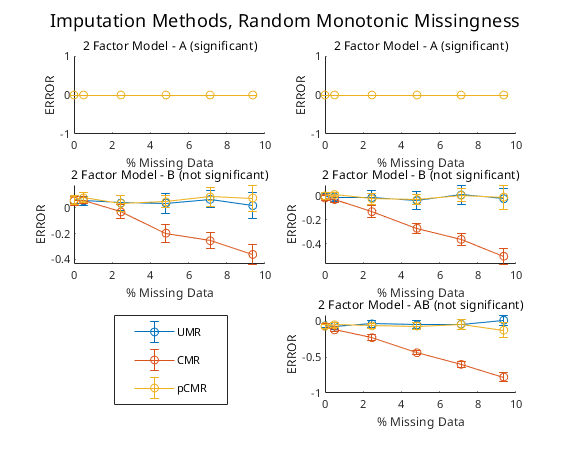 Imputation Methods, Random Monotonic Missingness
2 Factor Model - A (significant)
1
0
-1
ERROR
0 2 4 6 8 10
% Missing Data
2 Factor Model - A (significant)
1
0
-1
ERROR
0 2 4 6 8 10
% Missing Data
2 Factor Model - B (not significant)
0
-0.2
-0.4
ERROR
0 2 4 6 8 10
% Missing Data
2 Factor Model - B (not significant)
0
-0.2
-0.4
ERROR
0 2 4 6 8 10
% Missing Data
UMR
CMR
pCMR
2 Factor Model - AB (not significant)
0
-0.5
-1
ERROR
0 2 4 6 8 10
% Missing Data